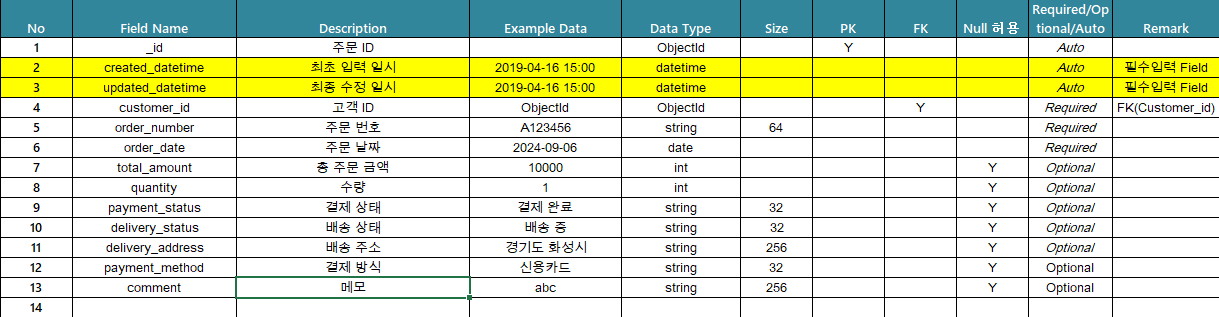 No Field Name Description Example Data Data Type Size PK FK Null 허용 Required/Op
tional/Auto Remark
1 _id 주문 ID ObjectId Y Auto
2 created_datetime 최초 입력 일시 2019-04-16 15:00 datetime Auto 필수입력 Field
3 updated_datetime 최종 수정 일시 2019-04-16 15:00 datetime Auto 필수입력 Field
4 customer_id 고객 ID ObjectId ObjectId Y Required FK(Customer_id)
5 order_number 주문 번호 A123456 string 64 Required
6 order_date 주문 날짜 2024-09-06 date Required
7 total_amount 총 주문 금액 10000 int Y Optional
8 quantity 수량 1 int Y Optional
9 payment_status 결제 상태 결제 완료 string 32 Y Optional
10 delivery_status 배송 상태 배송 중 string 32 Y Optional
11 delivery_address 배송 주소 경기도 화성시 string 256 Y Optional
12 payment_method 결제 방식 신용카드 string 32 Y Optional
13 comment 메모 abc string 256 Y Optional
14